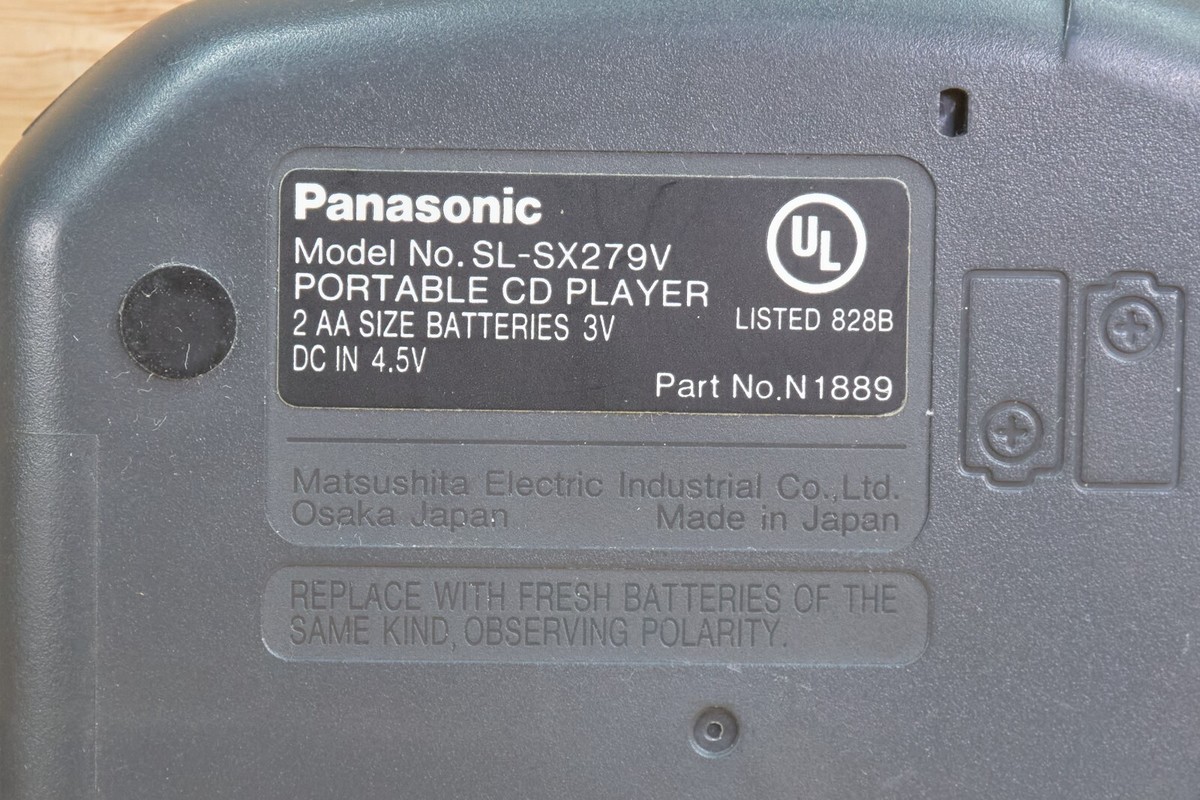 Panasonic
Model No. SL-SX279V
PORTABLE CD PLAYER
2 AA SIZE BATTERIES 3V
DC IN 4.5V
UL
LISTED 828B
Part No.N1889
Matsushita Electric Industrial Co.,Ltd.
Osaka Japan Made in Japan
REPLACE WITH FRESH BATTERIES OF THE
SAME KIND, OBSERVING POLARITY.